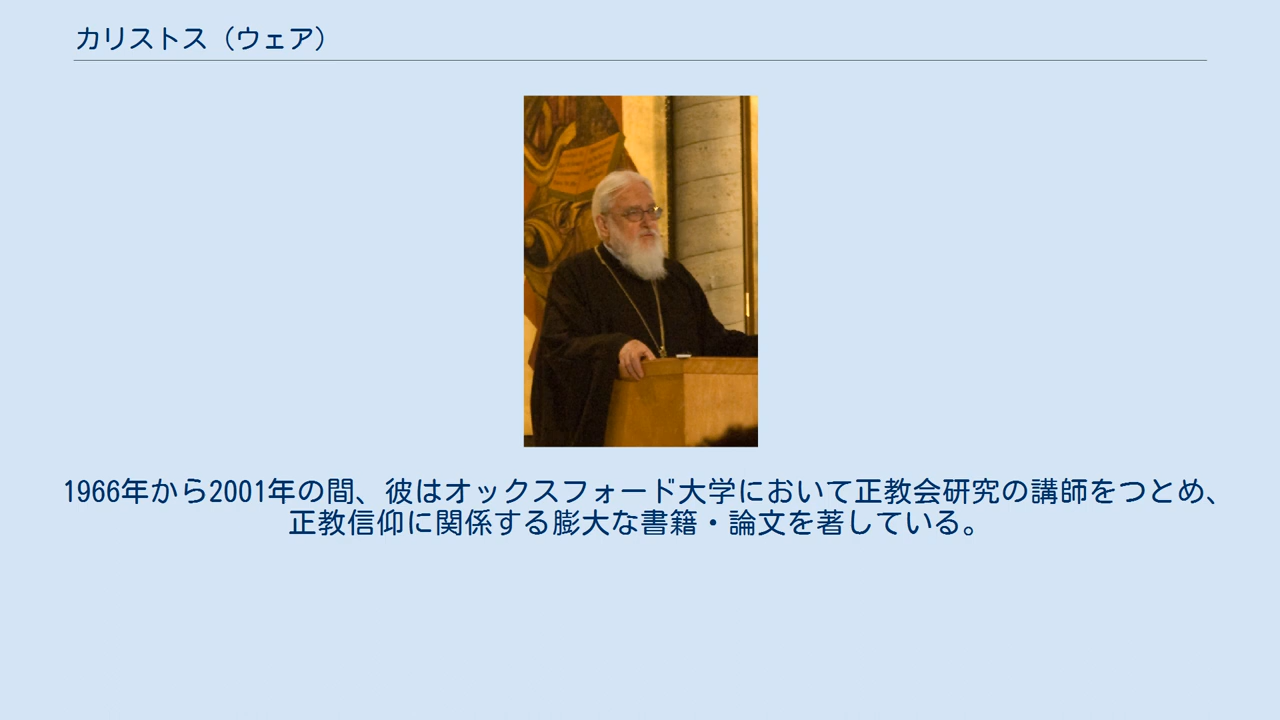 カリストス（ウェア）
1966年から2001年の間、彼はオックスフォード大学において正教会研究の講師をつとめ、
正教信仰に関係する膨大な書籍・論文を著している。